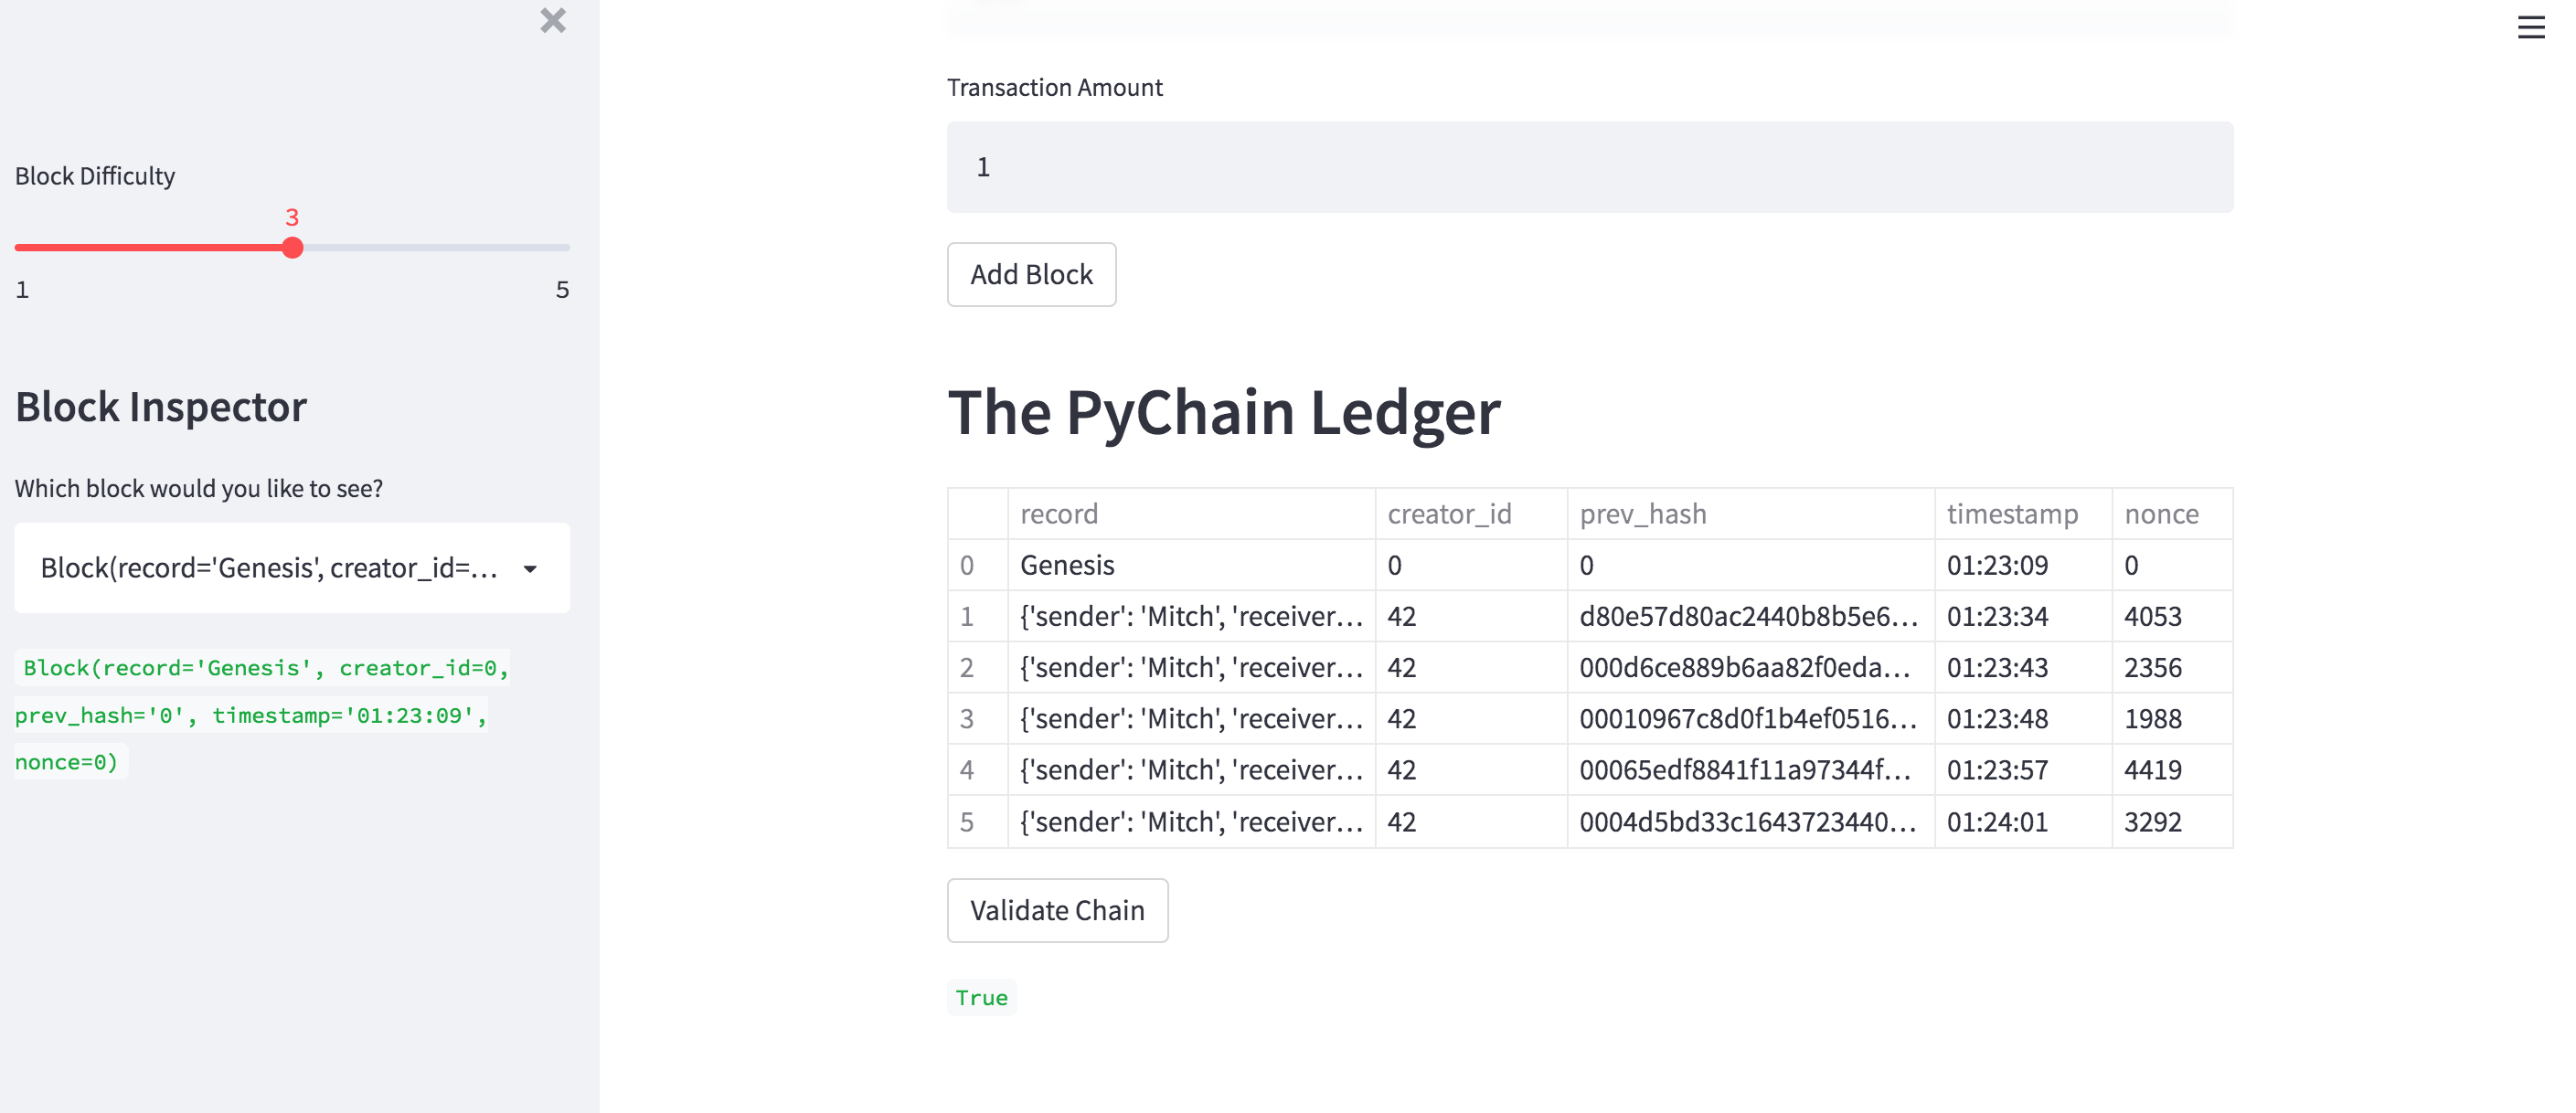 Block Difficulty
3
1 5
Block Inspector
Which block would you like to see?
Block(record='Genesis', creator_id=...
Block(record='Genesis', creator_id=0,
prev_hash='0', timestamp='01:23:09',
nonce=0)
Transaction Amount
1
Add Block
The PyChain Ledger
record creator_id prev_hash timestamp nonce
0 Genesis 0 0 01:23:09 0
1 {'sender': 'Mitch', 'receiver... 42 d80e57d80ac2440b8b5e6... 01:23:34 4053
2 {'sender': 'Mitch', 'receiver... 42 000d6ce889b6aa82f0eda... 01:23:43 2356
3 {'sender': 'Mitch', 'receiver... 42 00010967c8d0f1b4ef0516... 01:23:48 1988
4 {'sender': 'Mitch', 'receiver... 42 00065edf8841f11a97344f... 01:23:57 4419
5 {'sender': 'Mitch', 'receiver... 42 0004d5bd33c1643723440... 01:24:01 3292
Validate Chain
True